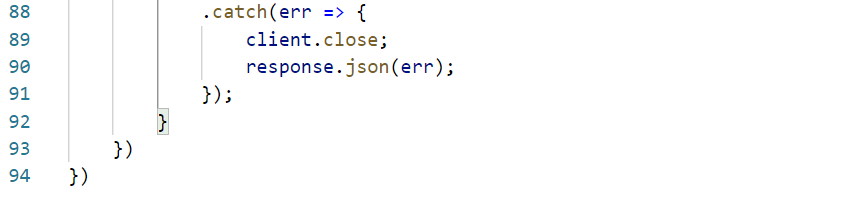 88 .catch(err => {
89 client.close;
90 response.json(err);
91 });
92 }
93 })
94 })